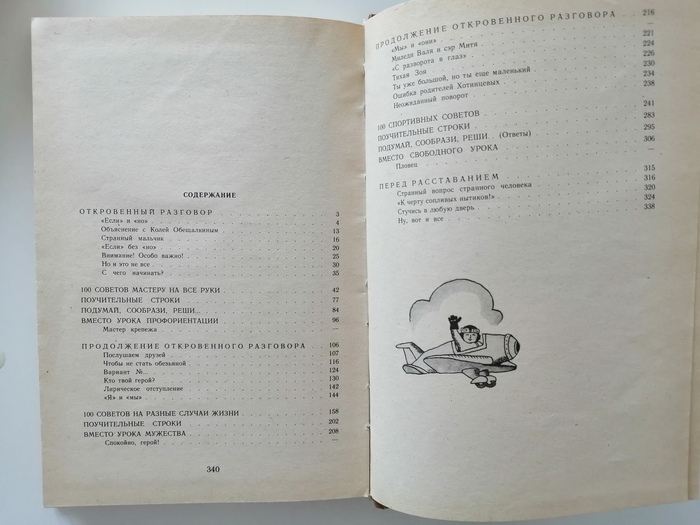 СОДЕРЖАНИЕ
ОТКРОВЕННЫЙ РАЗГОВОР 3
«Если» и «но» 4
Объяснение с Колей Обещалкиным 13
Странный мальчик 16
«Если» без «но» 20
Внимание! Особо важно! 25
Но и это не все 30
С чего начинать? 35
100 СОВЕТОВ МАСТЕРУ НА ВСЕ РУКИ 42
ПОУЧИТЕЛЬНЫЕ СТРОКИ 77
ПОДУМАЙ, СООБРАЗИ, РЕШИ... 84
ВМЕСТО УРОКА ПРОФОРИЕНТАЦИИ 96
Мастер крепежа —
ПРОДОЛЖЕНИЕ ОТКРОВЕННОГО РАЗГОВОРА 106
Послушаем друзей 107
Чтобы не стать обезьяной 116
Вариант №... 124
Кто твой герой? 130
Лирическое отступление 142
«Я» и «мы» 144
100 СОВЕТОВ НА РАЗНЫЕ СЛУЧАИ ЖИЗНИ 158
ПОУЧИТЕЛЬНЫЕ СТРОКИ 202
ВМЕСТО УРОКА МУЖЕСТВА 208
Спокойно, герой! —
340
ПРОДОЛЖЕНИЕ ОТКРОВЕННОГО РАЗГОВОРА 216
«Мы» и «они» —
Миледи Валя и сэр Митя 221
«С разворота в глаз» 224
Тихая Зоя 226
Ты уже большой, но ты еще маленький 230
Ошибка родителей Хотинцевых 234
Неожиданный поворот 238
100 СПОРТИВНЫХ СОВЕТОВ 241
ПОУЧИТЕЛЬНЫЕ СТРОКИ 283
ПОДУМАЙ, СООБРАЗИ, РЕШИ. . (Ответы) 295
ВМЕСТО СВОБОДНОГО УРОКА 306
Пловец —
ПЕРЕД РАССТАВАНИЕМ 315
Странный вопрос странного человека 316
«К черту сопливых нытиков!» 320
Стучись в любую дверь 324
Ну, вот и все 338